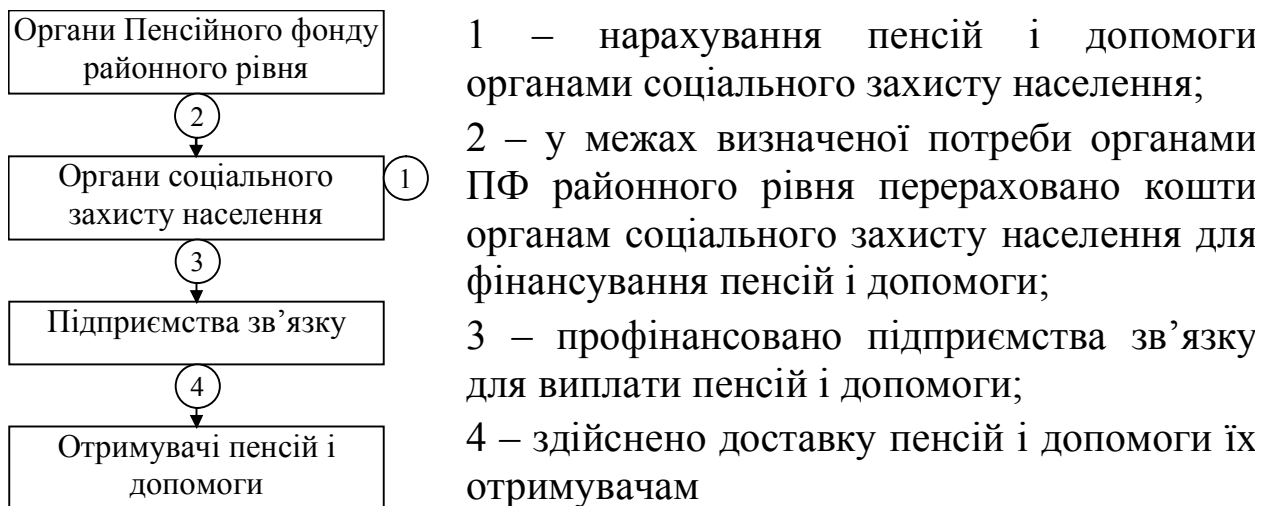 Органи Пенсійного фонду
районного рівня
2
Органи соціального
захисту населення
1
3
Підприємства зв’язку
4
Отримувачі пенсій і
допомоги
1 – нарахування пенсій і допомоги
органами соціального захисту населення;
2 – у межах визначеної потреби органами
ПФ районного рівня перераховано кошти
органам соціального захисту населення для
фінансування пенсій і допомоги;
3 – профінансовано підприємства зв’язку
для виплати пенсій і допомоги;
4 – здійснено доставку пенсій і допомоги їх
отримувачам